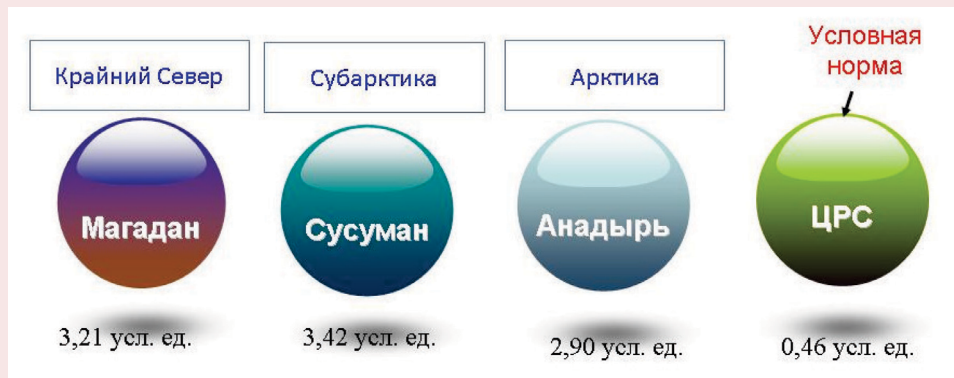 Крайний Север
Субарктика
Арктика
Условная
норма
Магадан
Сусуман
Анадырь
ЦРС
3,21 усл. ед.
3,42 усл. ед.
2,90 усл. ед.
0,46 усл. ед.